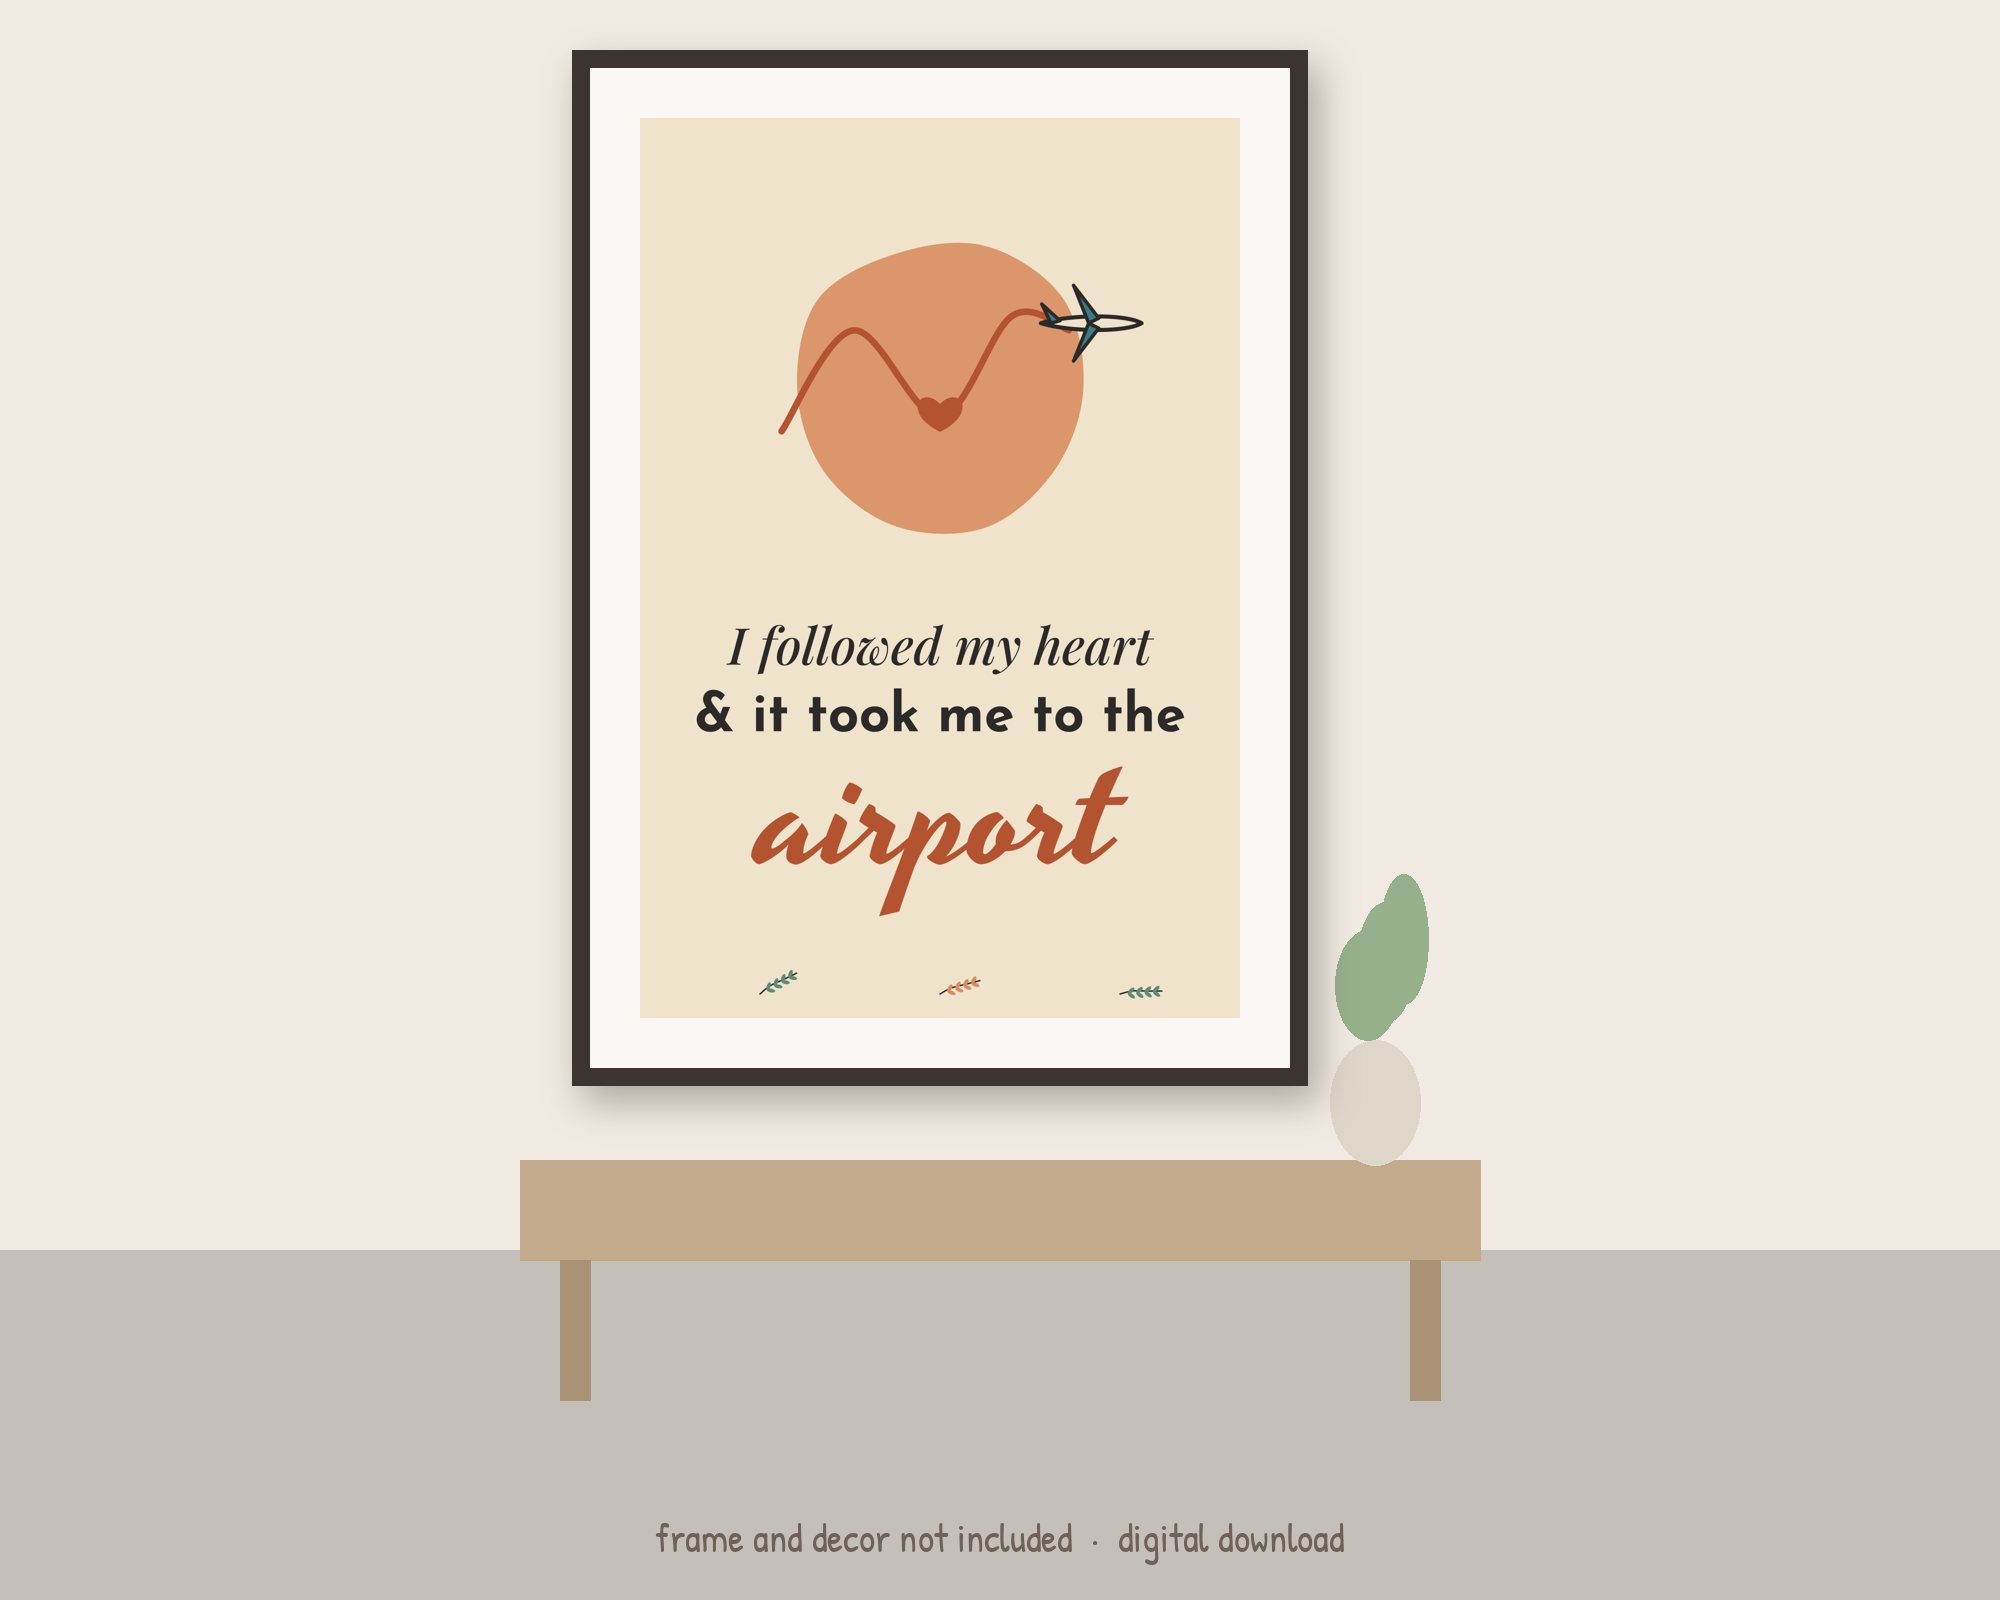 I followed my heart
& it took me to the
airport
frame and decor not included · digital download